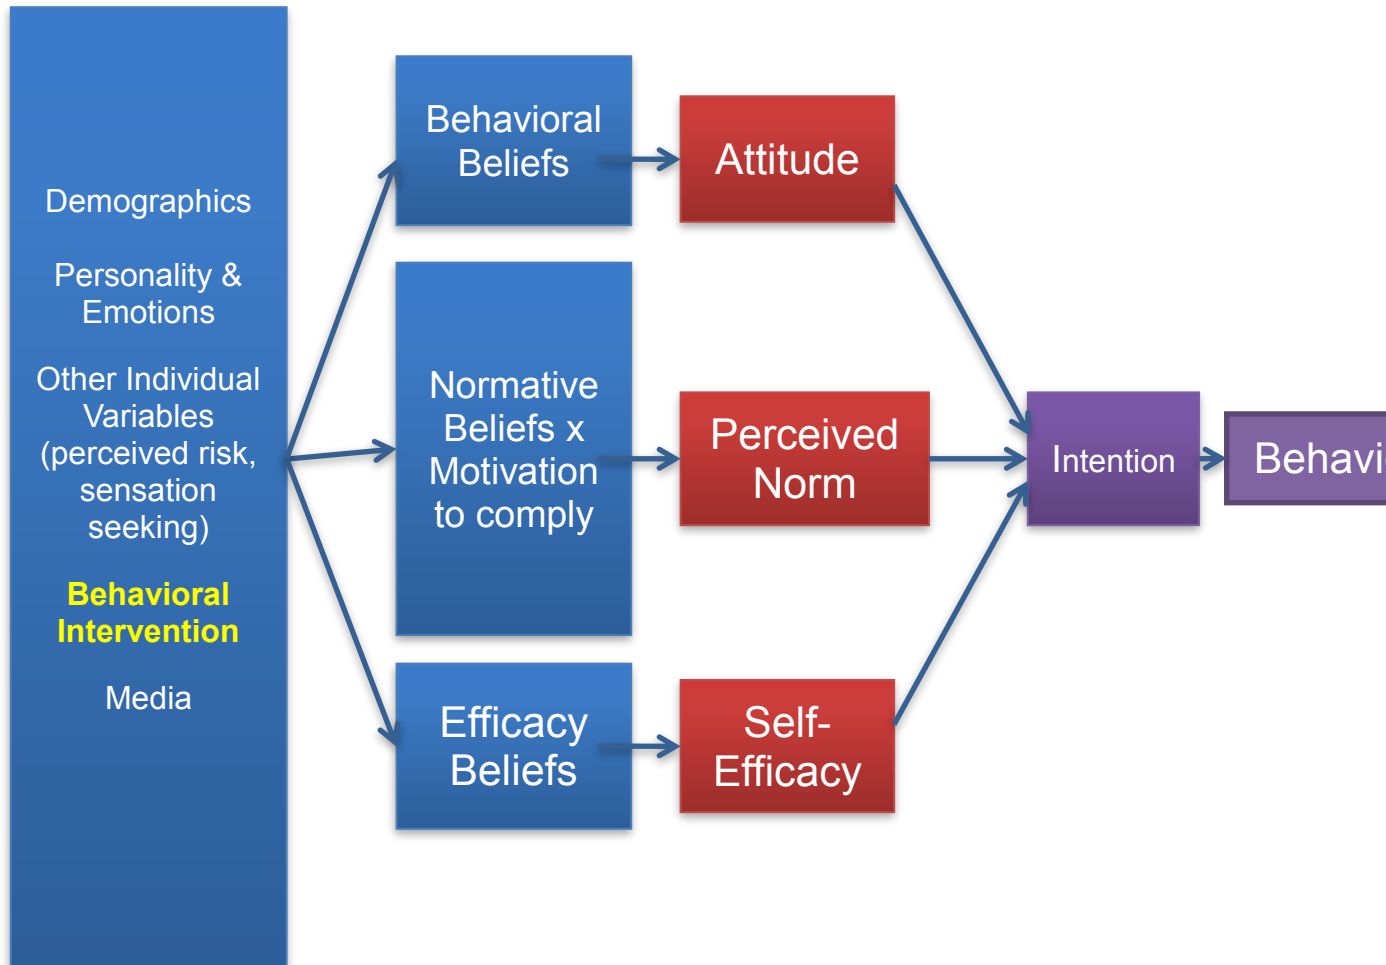 Demographics
Personality &
Emotions
Other Individual
Variables
(perceived risk,
sensation
seeking)
Behavioral
Intervention
Media
Behavioral
Beliefs
Normative
Beliefs x
Motivation
to comply
Efficacy
Beliefs
Attitude
Perceived
Norm
Self-
Efficacy
Intention